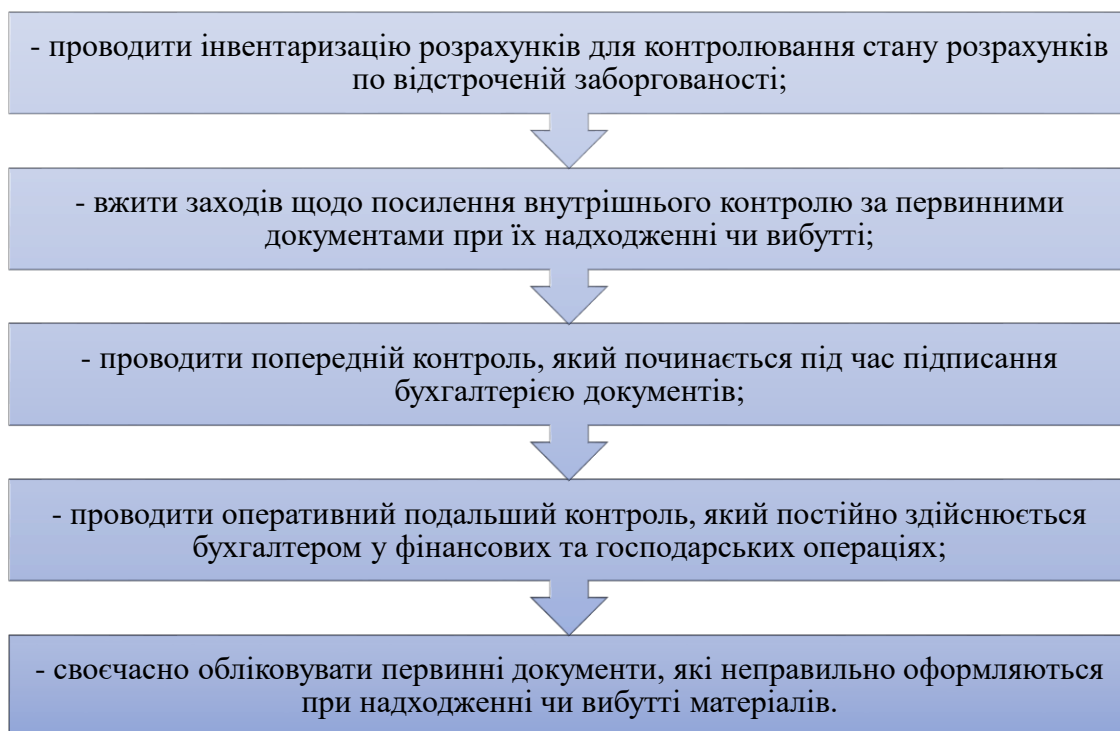 - проводити інвентаризацію розрахунків для контролювання стану розрахунків
по відстроченій заборгованості;
- вжити заходів щодо посилення внутрішнього контролю за первинними
документами при їх надходженні чи вибутті;
- проводити попередній контроль, який починається під час підписання
бухгалтерією документів;
- проводити оперативний подальший контроль, який постійно здійснюється
бухгалтером у фінансових та господарських операціях;
- своєчасно обліковувати первинні документи, які неправильно оформляються
при надходженні чи вибутті матеріалів.